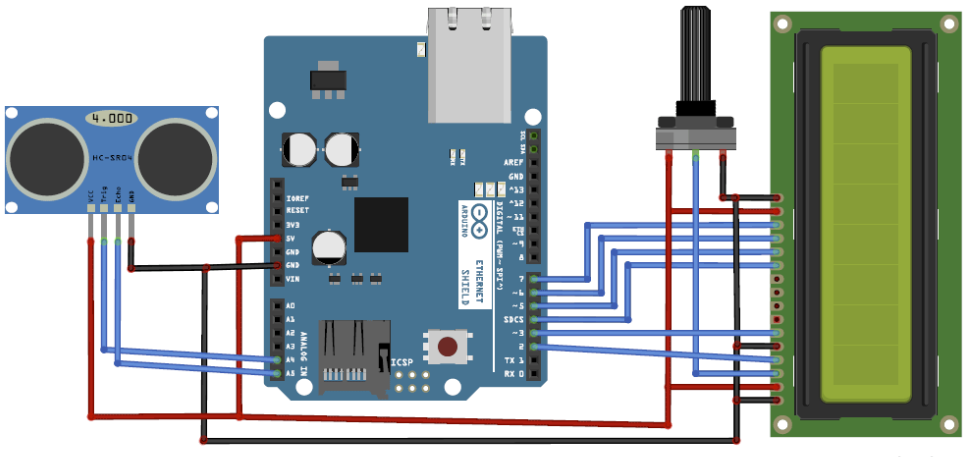 4.000
HC-SR04
VCC
Trig
Echo
GND
SCL
SDA
AREF
GND
~13
~12
~11
~9
8
7
~6
~5
SDCS
~3
2
TX 1
RX 0
IOREF
RESET
3V3
5V
GND
GND
VIN
A0
A1
A2
A3
A4
A5
ANALOG IN
DIGITAL (PWM~ SPI^)
ARDUINO
ETHERNET
SHIELD
ICSP